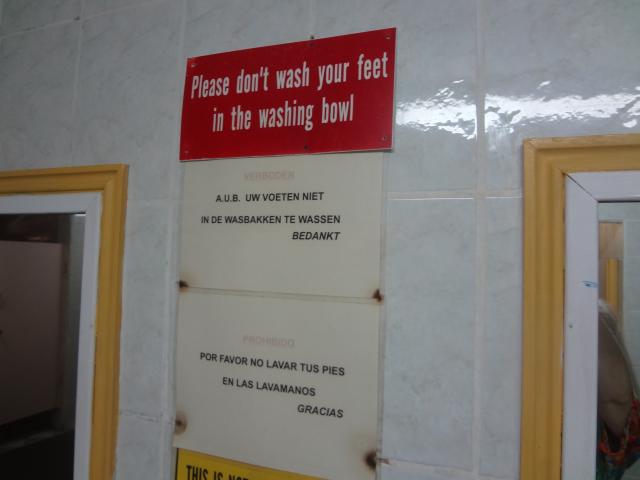 Please don't wash your feet
in the washing bowl
VERBODEN
A.U.B. UW VOETEN NIET
IN DE WASBAKKEN TE WASSEN
BEDANKT
PROHIBIDO
POR FAVOR NO LAVAR TUS PIES
EN LAS LAVAMANOS
GRACIAS
THIS IS NOT